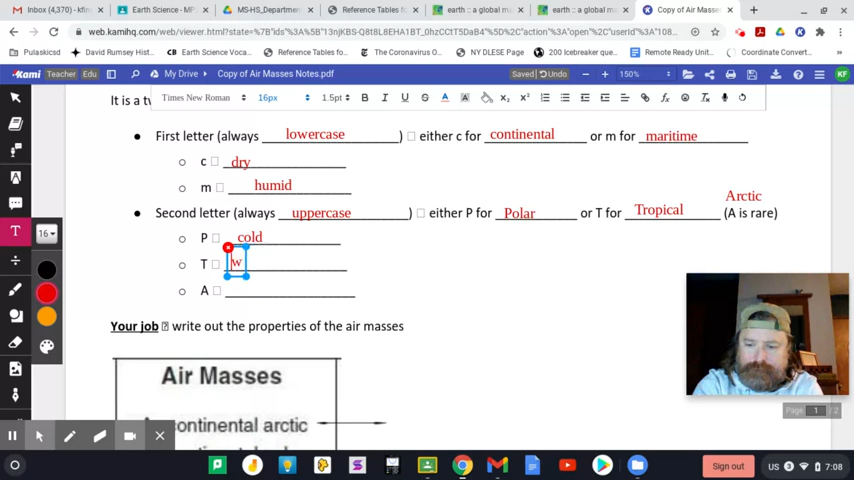 Inbox (4,370) - kfin
Earth Science - MP
MS-HS_Departmen
Reference Tables fo
earth :: a global m
earth :: a global m
Copy of Air Masse
web.kamihq.com/web/viewer.html?state=%7B"ids%3A%5B"13njKBS-Q8t8L8EHA1BT_0hzCCtT5DaB4%5D%2C"action%3A"open%2C"userId%3A"108...
Pulaskicsd
David Rumsey Histo...
Earth Science Voca...
Reference Tables fo...
The Coronavirus O...
NY DLESE Page
200 Icebreaker que...
Remote Ready Unit...
Coordinate Convert...
Kami Teacher Edu
My Drive
Copy of Air Masses Notes.pdf
Saved Undo
150%
KF
Times New Roman 16px 1.5pt B I U S A A
It is a tw
First letter (always lowercase) either c for continental or m for maritime
c dry
m humid
Arctic
Second letter (always uppercase) either P for Polar or T for Tropical (A is rare)
P cold
T w
A
16
Your job write out the properties of the air masses
Air Masses
continental arctic
Page 1 / 2
Sign out
US 3 7:08